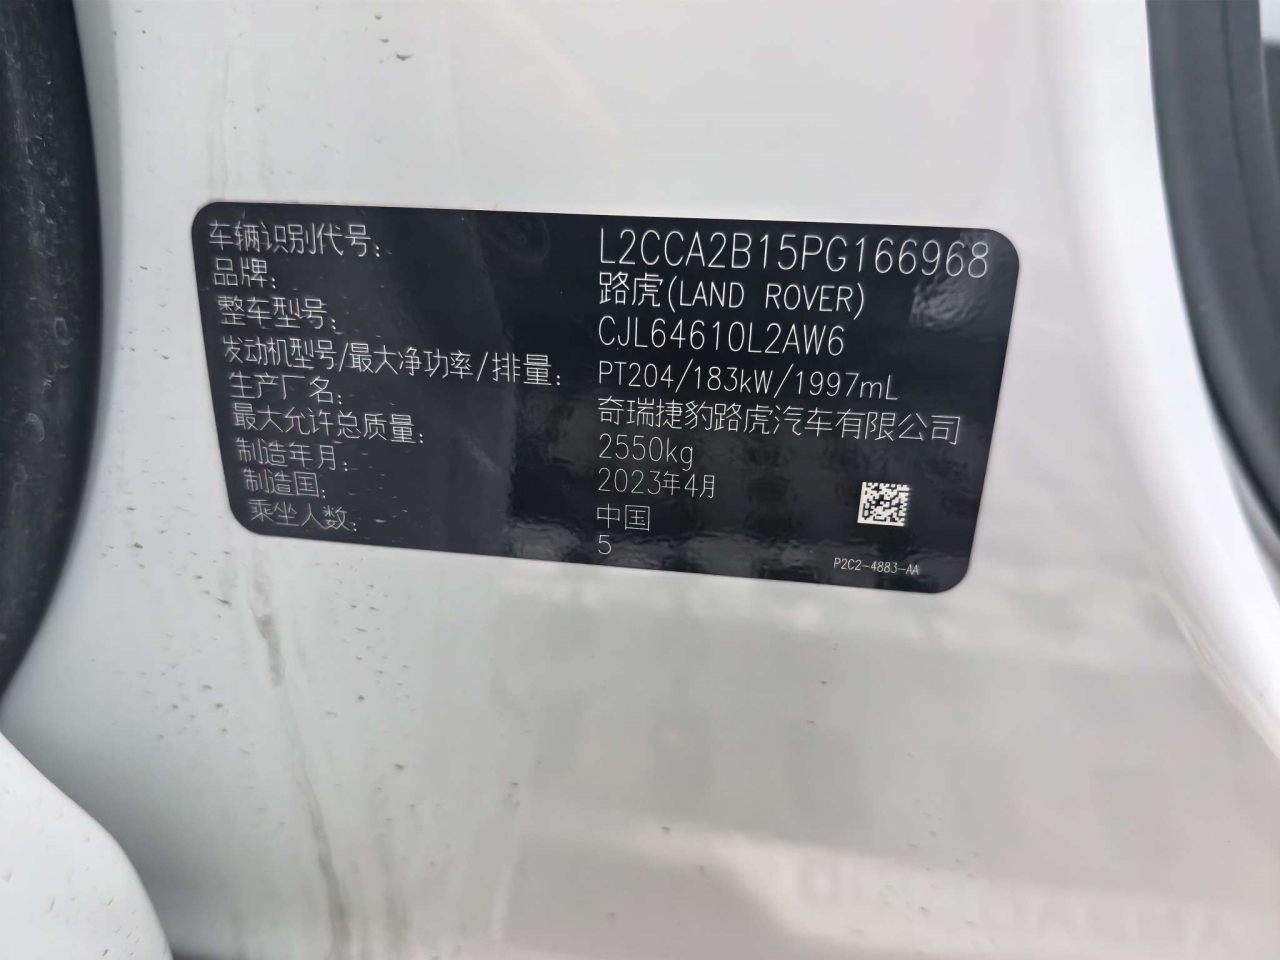 车辆识别代号: L2CCA2B15PG166968
品牌: 路虎(LAND ROVER)
整车型号: CJL64610L2AW6
发动机型号/最大净功率/排量: PT204/183kW/1997mL
生产厂名: 奇瑞捷豹路虎汽车有限公司
最大允许总质量: 2550kg
制造年月: 2023年4月
制造国: 中国
乘坐人数: 5
P2C2-4883-AA